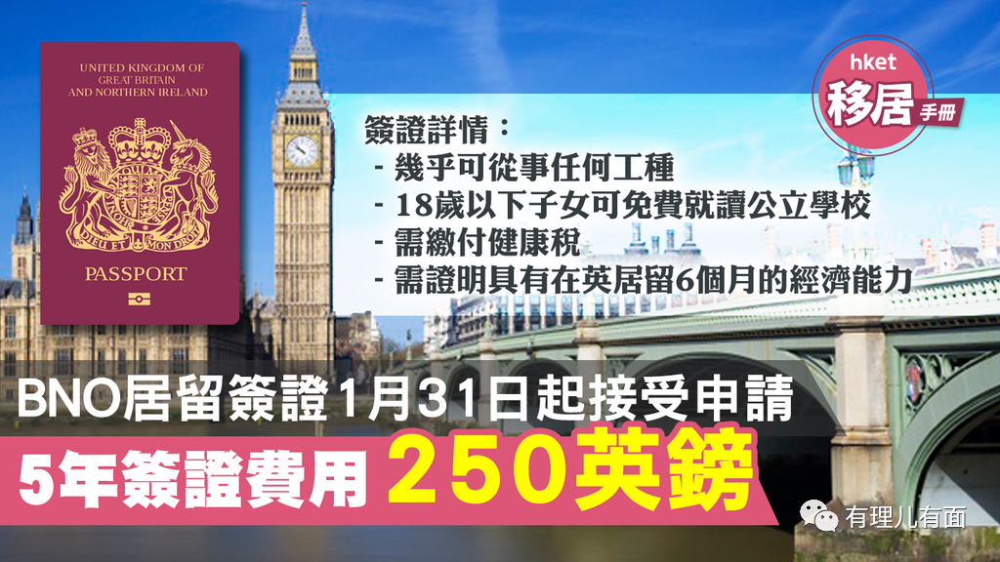 UNITED KINGDOM OF
GREAT BRITAIN
AND NORTHERN IRELAND
DIEU ET MON DROIT
PASSPORT
hket
移居手冊
簽證詳情：
- 幾乎可從事任何工種
- 18歲以下子女可免費就讀公立學校
- 需繳付健康稅
- 需證明具有在英居留6個月的經濟能力
BNO居留簽證1月31日起接受申請
5年簽證費用250英鎊
有理儿有面